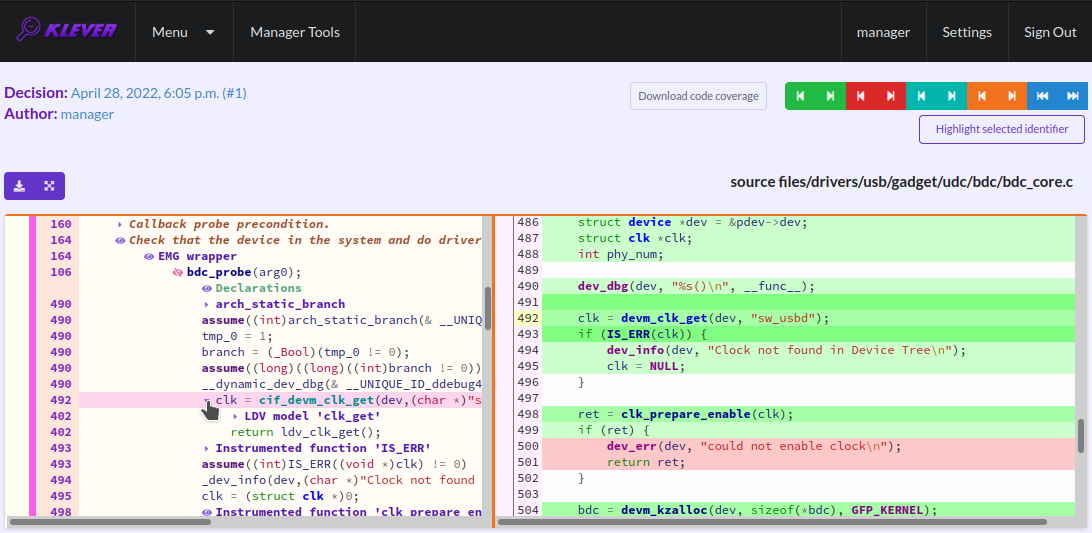 KLEVER
Menu
Manager Tools
manager
Settings
Sign Out
Decision: April 28, 2022, 6:05 p.m. (#1)
Author: manager
Download code coverage
Highlight selected identifier
source files/drivers/usb/gadget/udc/bdc/bdc_core.c
160 Callback probe precondition.
164 Check that the device in the system and do driver
164 EMG wrapper
106 bdc_probe(arg0);
Declarations
490 arch_static_branch
490 assume((int)arch_static_branch(& __UNIQ
490 tmp_0 = 1;
490 branch = (_Bool)(tmp_0 != 0);
490 assume((long)((long)((int)branch != 0))
490 __dynamic_dev_dbg(& __UNIQUE_ID_ddebug4
492 clk = cif_devm_clk_get(dev,(char *)"s
402 LDV model 'clk_get'
402 return ldv_clk_get();
493 Instrumented function 'IS_ERR'
493 assume((int)IS_ERR((void *)clk) != 0)
494 _dev_info(dev,(char *)"Clock not found
495 clk = (struct clk *)0;
498 Instrumented function 'clk_prepare_en
486 struct device *dev = &pdev->dev;
487 struct clk *clk;
488 int phy_num;
489
490 dev_dbg(dev, "%s()\n", __func__);
491
492 clk = devm_clk_get(dev, "sw_usbd");
493 if (IS_ERR(clk)) {
494 dev_info(dev, "Clock not found in Device Tree\n");
495 clk = NULL;
496 }
497
498 ret = clk_prepare_enable(clk);
499 if (ret) {
500 dev_err(dev, "could not enable clock\n");
501 return ret;
502 }
503
504 bdc = devm_kzalloc(dev, sizeof(*bdc), GFP_KERNEL);